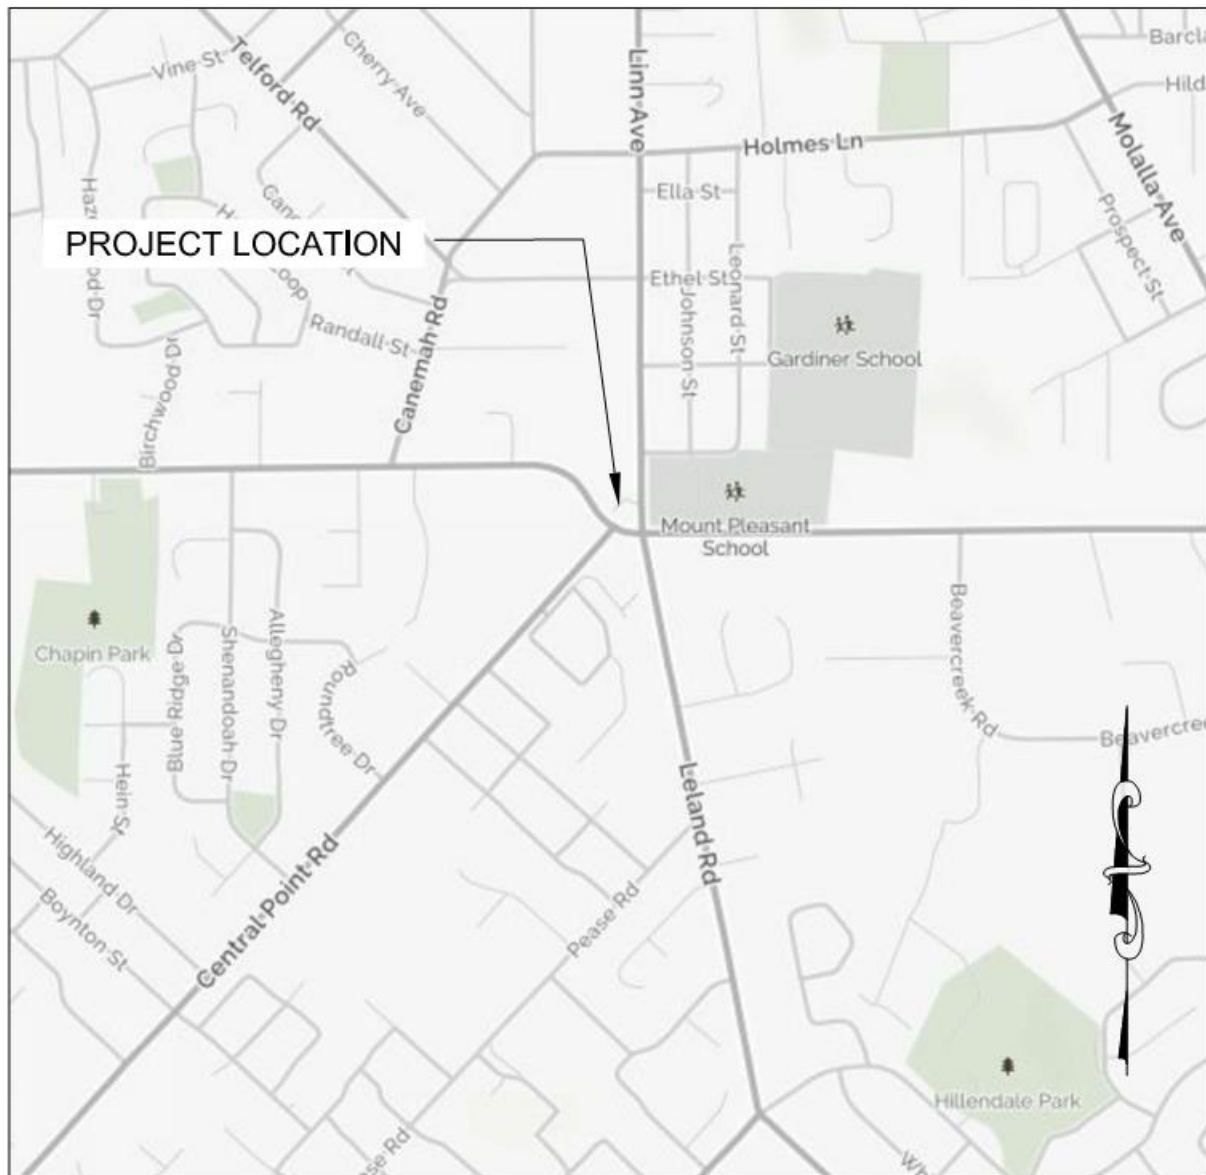 Vine St
Telford Rd
Cherry Ave
Linn Ave
Holmes Ln
Molalla Ave
Ella St
Prospect St
PROJECT LOCATION
Loop
Ethel St
Leonard St
Johnson St
Randall St
Canemah Rd
Birchwood Dr
Gardiner School
Mount Pleasant
School
Chapin Park
Blue Ridge Dr
Shenandoah Dr
Allegheny Dr
Roundtree Dr
Beavercreek Rd
Hein St
Highland Dr
Boynton St
Central Point Rd
Leland Rd
Pease Rd
Hillendale Park